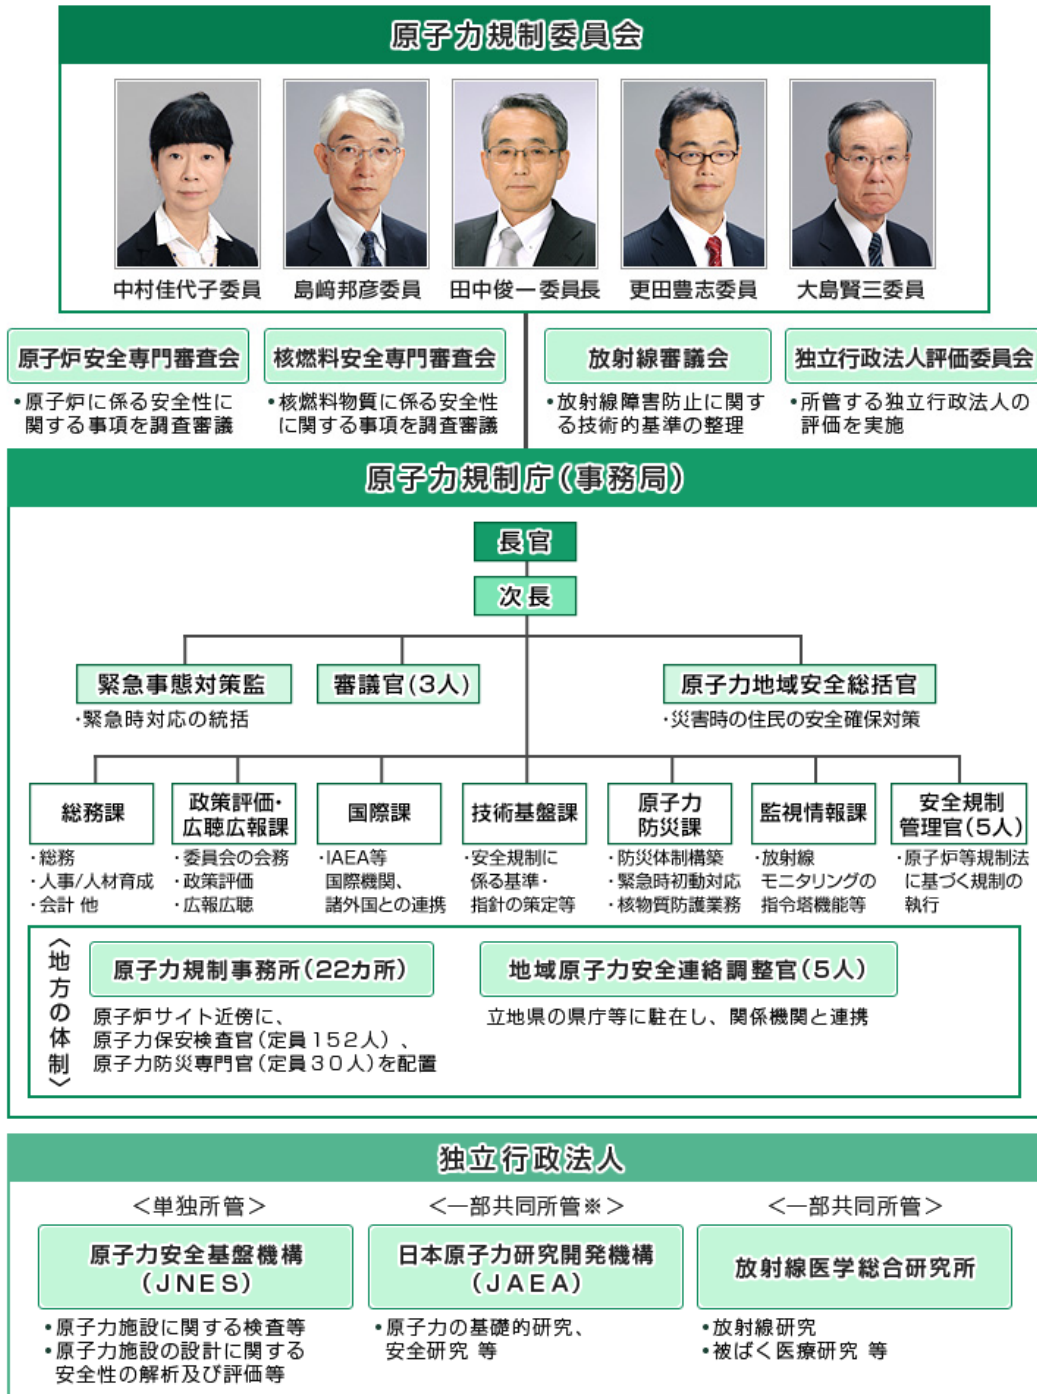 原子力規制委員会
中村佳代子委員
島﨑邦彦委員
田中俊一委員長
更田豊志委員
大島賢三委員
原子炉安全専門審査会
・原子炉に係る安全性に
関する事項を調査審議
核燃料安全専門審査会
・核燃料物質に係る安全性
に関する事項を調査審議
放射線審議会
・放射線障害防止に関す
る技術的基準の整理
独立行政法人評価委員会
・所管する独立行政法人の
評価を実施
原子力規制庁(事務局)
長官
次長
緊急事態対策監
・緊急時対応の統括
審議官(3人)
原子力地域安全総括官
・災害時の住民の安全確保対策
総務課
・総務
・人事/人材育成
・会計 他
政策評価・
広聴広報課
・委員会の会務
・政策評価
・広報広聴
国際課
・IAEA等
国際機関、
諸外国との連携
技術基盤課
・安全規制に
係る基準・
指針の策定等
原子力
防災課
・防災体制構築
・緊急時初動対応
・核物質防護業務
監視情報課
・放射線
モニタリングの
指令塔機能等
安全規制
管理官(5人)
・原子炉等規制法
に基づく規制の
執行
〈地方の体制〉
原子力規制事務所(22カ所)
原子炉サイト近傍に、
原子力保安検査官(定員152人)、
原子力防災専門官(定員30人)を配置
地域原子力安全連絡調整官(5人)
立地県の県庁等に駐在し、関係機関と連携
独立行政法人
＜単独所管＞
原子力安全基盤機構
(JNES)
・原子力施設に関する検査等
・原子力施設の設計に関する
安全性の解析及び評価等
＜一部共同所管※＞
日本原子力研究開発機構
(JAEA)
・原子力の基礎的研究、
安全研究 等
＜一部共同所管＞
放射線医学総合研究所
・放射線研究
・被ばく医療研究 等